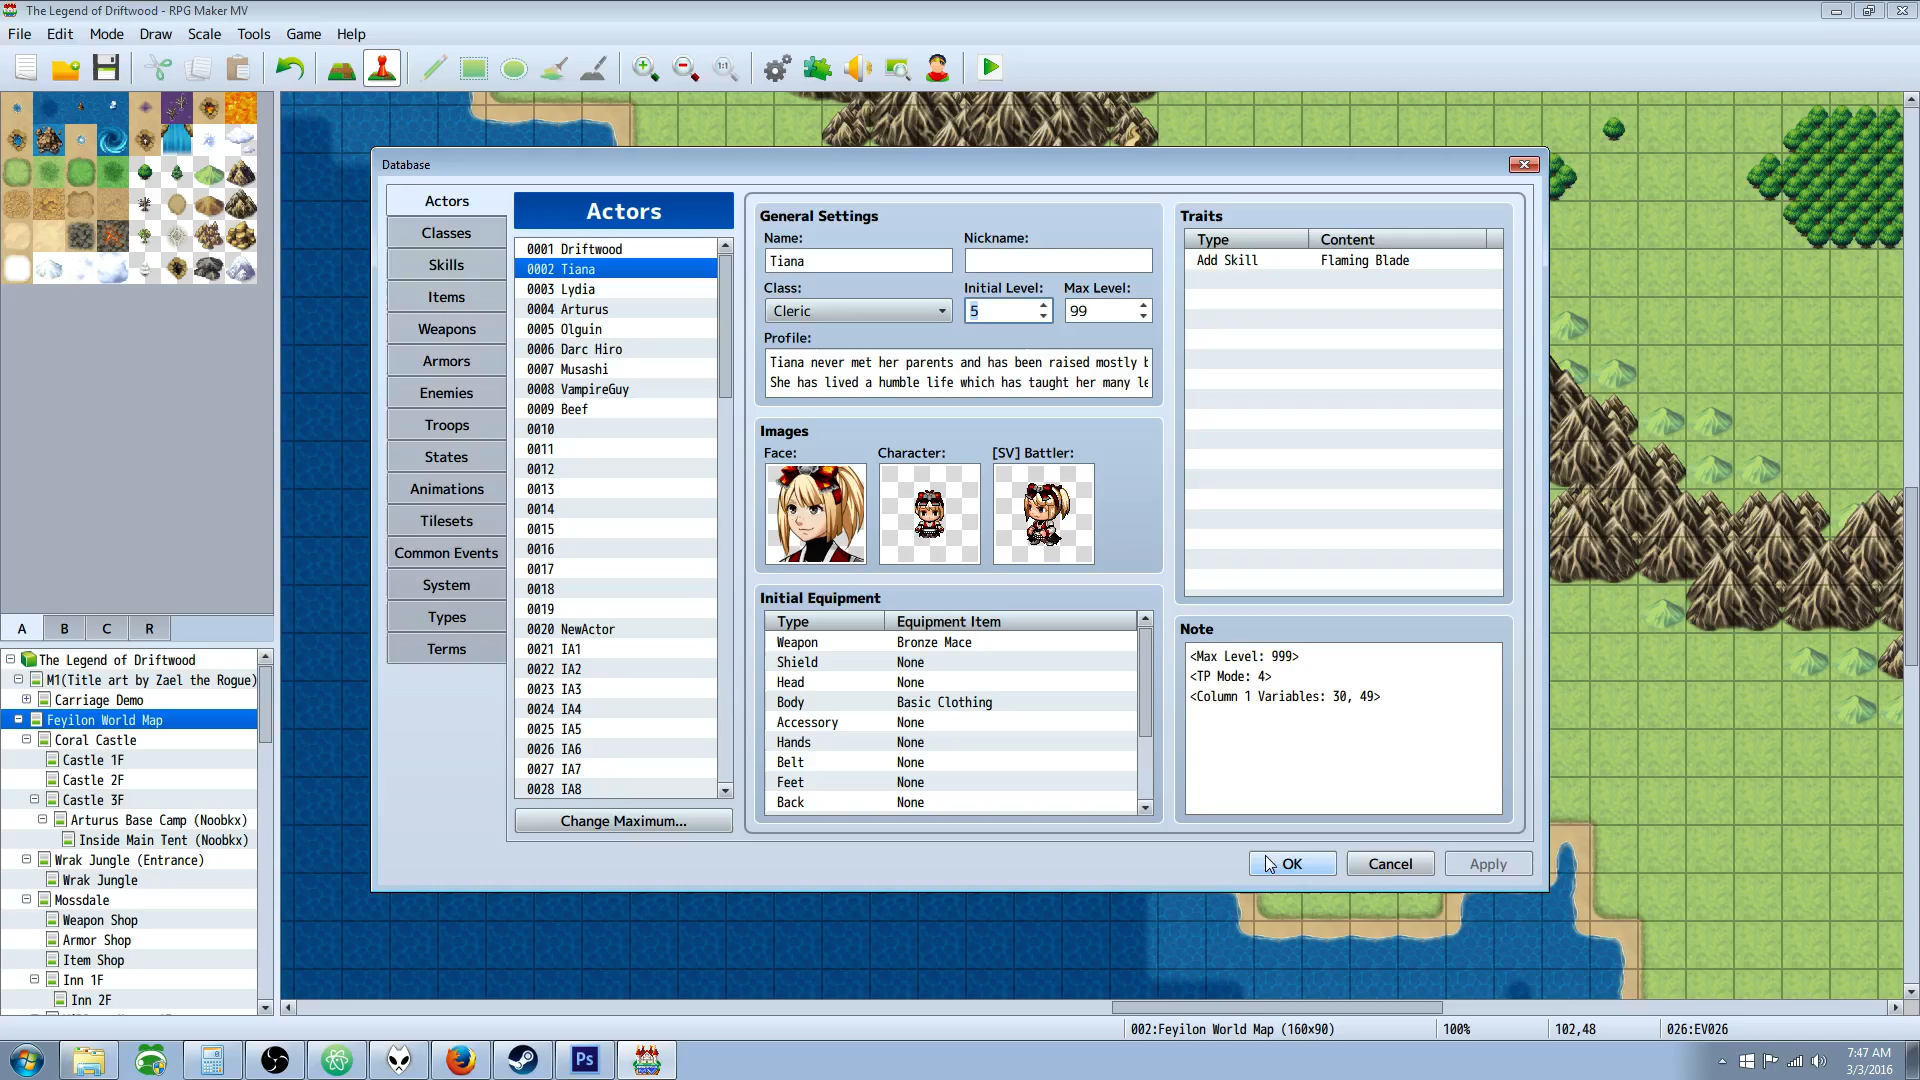 The Legend of Driftwood - RPG Maker MV
File Edit Mode Draw Scale Tools Game Help
1:1
A B C R
The Legend of Driftwood
M1(Title art by Zael the Rogue)
Carriage Demo
Feyilon World Map
Coral Castle
Castle 1F
Castle 2F
Castle 3F
Arturus Base Camp (Noobkx)
Inside Main Tent (Noobkx)
Wrak Jungle (Entrance)
Wrak Jungle
Mossdale
Weapon Shop
Armor Shop
Item Shop
Inn 1F
Inn 2F
Database
Actors
Classes
Skills
Items
Weapons
Armors
Enemies
Troops
States
Animations
Tilesets
Common Events
System
Types
Terms
Actors
0001 Driftwood
0002 Tiana
0003 Lydia
0004 Arturus
0005 Olguin
0006 Darc Hiro
0007 Musashi
0008 VampireGuy
0009 Beef
0010
0011
0012
0013
0014
0015
0016
0017
0018
0019
0020 NewActor
0021 IA1
0022 IA2
0023 IA3
0024 IA4
0025 IA5
0026 IA6
0027 IA7
0028 IA8
Change Maximum...
General Settings
Name: Nickname:
Tiana
Class: Initial Level: Max Level:
Cleric 5 99
Profile:
Tiana never met her parents and has been raised mostly
She has lived a humble life which has taught her many
Images
Face: Character: [SV] Battler:
Initial Equipment
Type Equipment Item
Weapon Bronze Mace
Shield None
Head None
Body Basic Clothing
Accessory None
Hands None
Belt None
Feet None
Back None
Traits
Type Content
Add Skill Flaming Blade
Note
<Max Level: 999>
<TP Mode: 4>
<Column 1 Variables: 30, 49>
OK Cancel Apply
002:Feyilon World Map (160x90) 100% 102,48 026:EV026
Ps
7:47 AM
3/3/2016